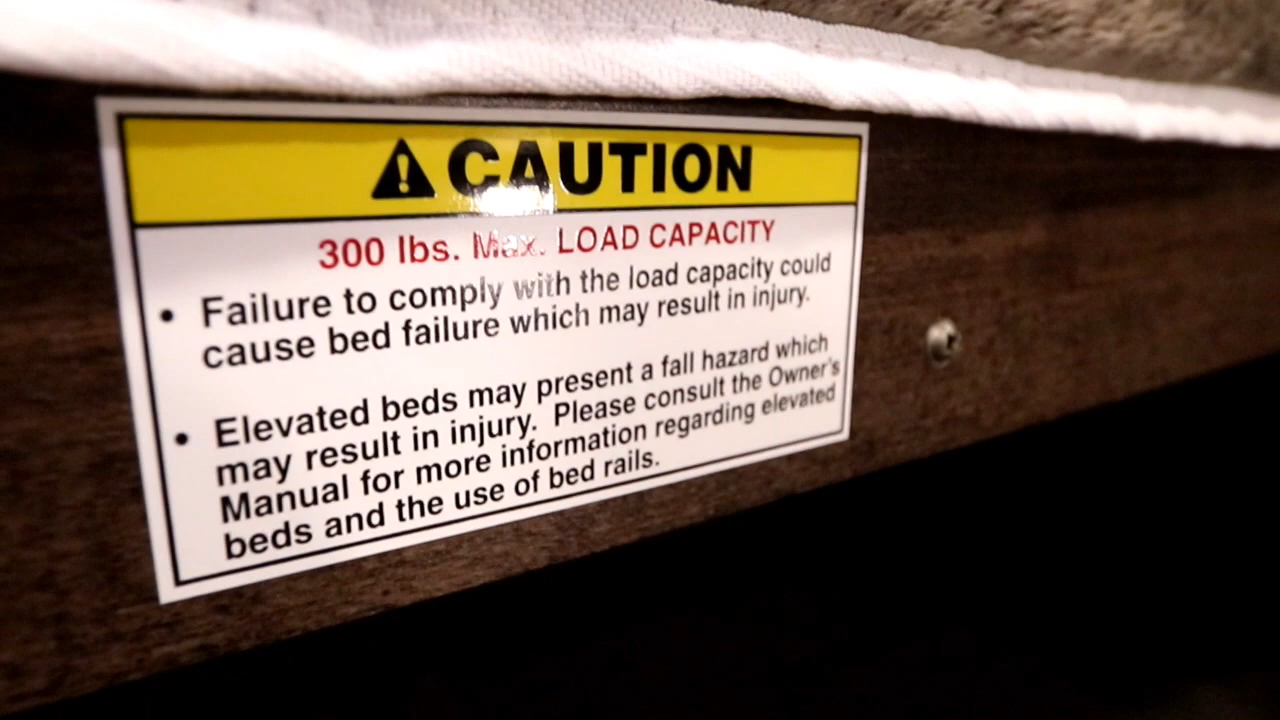 CAUTION
300 lbs. Max. LOAD CAPACITY
• Failure to comply with the load capacity could
cause bed failure which may result in injury.
• Elevated beds may present a fall hazard which
may result in injury. Please consult the Owner's
Manual for more information regarding elevated
beds and the use of bed rails.